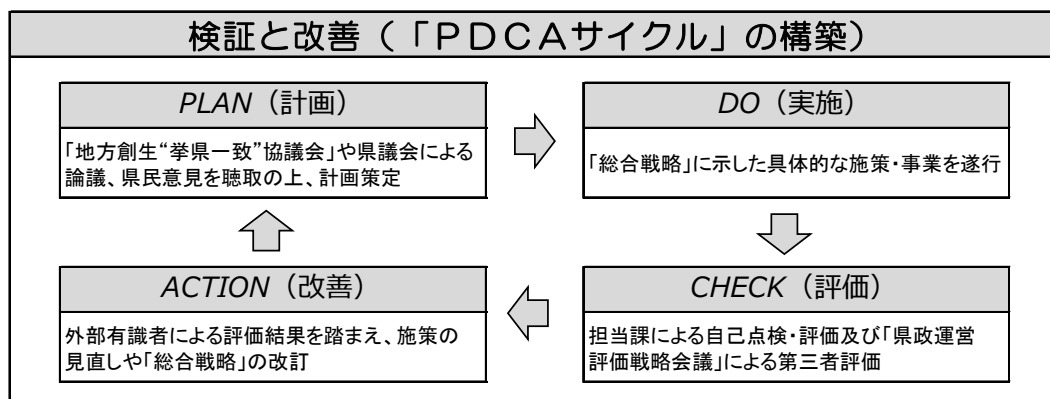 検証と改善（「ＰＤＣＡサイクル」の構築）
PLAN（計画）
「地方創生“挙県一致”協議会」や県議会による
論議、県民意見を聴取の上、計画策定
DO（実施）
「総合戦略」に示した具体的な施策・事業を遂行
ACTION（改善）
外部有識者による評価結果を踏まえ、施策の
見直しや「総合戦略」の改訂
CHECK（評価）
担当課による自己点検・評価及び「県政運営
評価戦略会議」による第三者評価